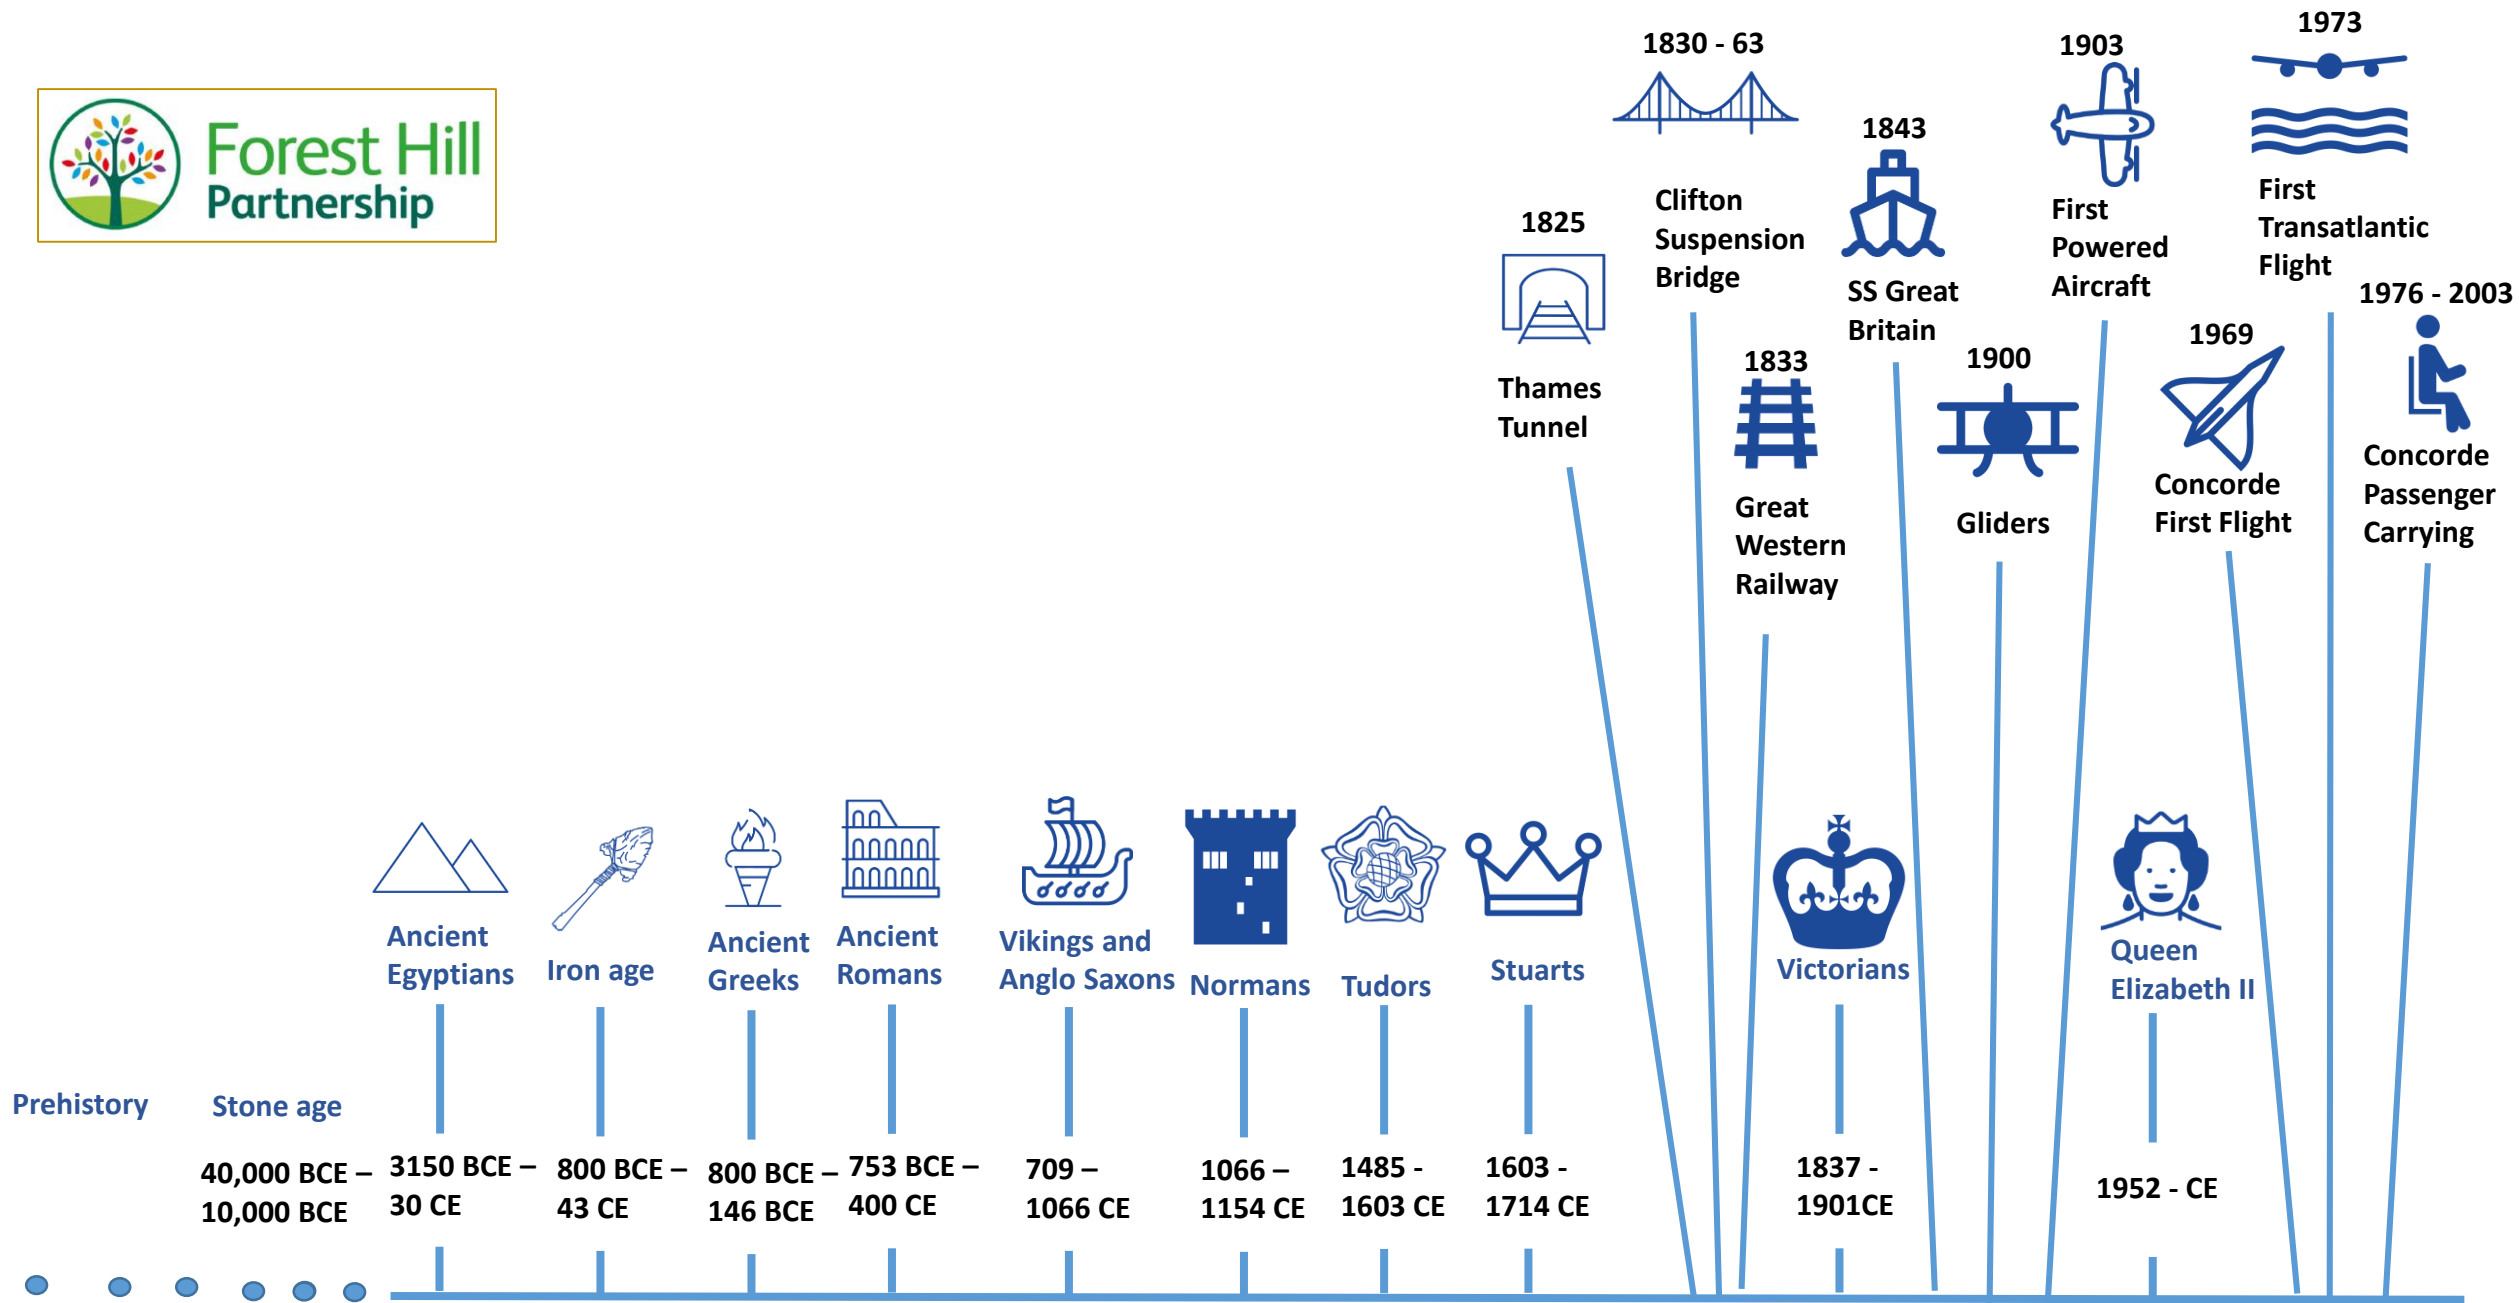 Forest Hill
Partnership
1825
Thames
Tunnel
1830 - 63
Clifton
Suspension
Bridge
1833
Great
Western
Railway
1843
SS Great
Britain
1900
Gliders
1903
First
Powered
Aircraft
1969
Concorde
First Flight
1973
First
Transatlantic
Flight
1976 - 2003
Concorde
Passenger
Carrying
Prehistory
Stone age
40,000 BCE –
10,000 BCE
Ancient
Egyptians
3150 BCE –
30 CE
Iron age
800 BCE –
43 CE
Ancient
Greeks
800 BCE –
146 BCE
Ancient
Romans
753 BCE –
400 CE
Vikings and
Anglo Saxons
709 –
1066 CE
Normans
1066 –
1154 CE
Tudors
1485 -
1603 CE
Stuarts
1603 -
1714 CE
Victorians
1837 -
1901CE
Queen
Elizabeth II
1952 - CE